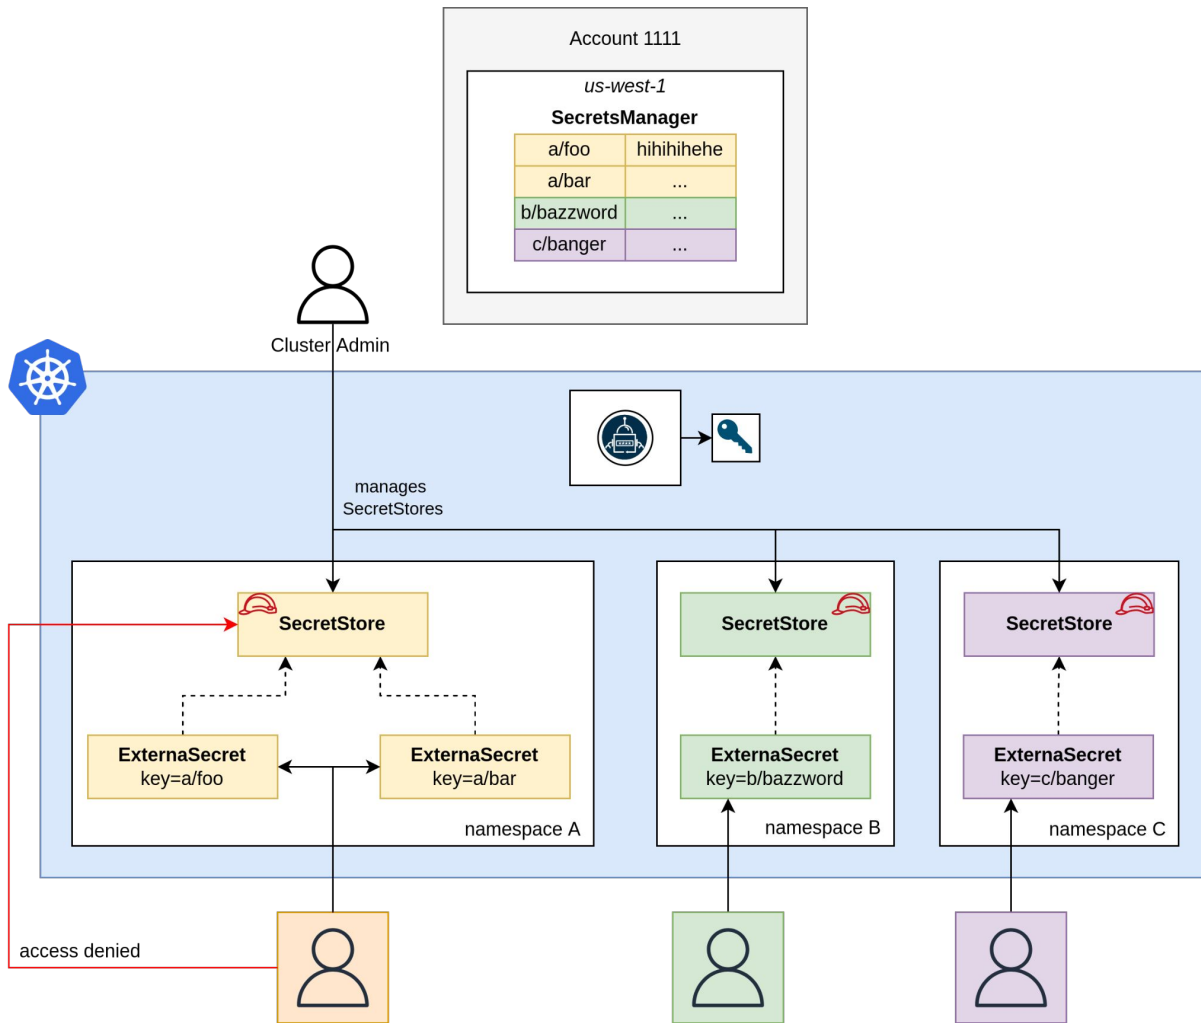 Account 1111
us-west-1
SecretsManager
a/foo hihihihehe
a/bar ...
b/bazzword ...
c/banger ...
Cluster Admin
manages
SecretStores
SecretStore
SecretStore
SecretStore
ExternaSecret
key=a/foo
ExternaSecret
key=a/bar
ExternaSecret
key=b/bazzword
ExternaSecret
key=c/banger
namespace A
namespace B
namespace C
access denied